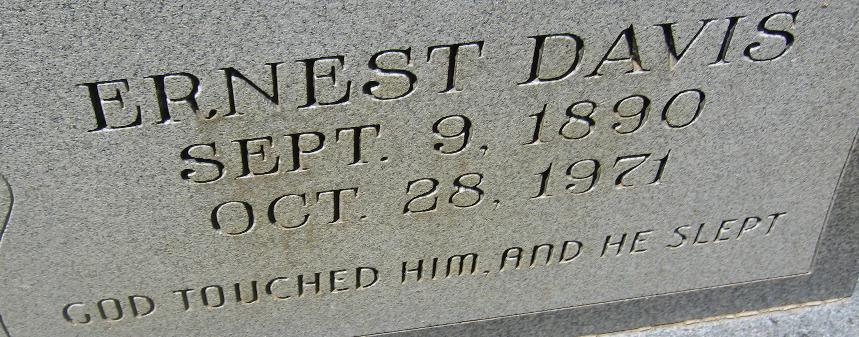 ERNEST DAVIS
SEPT. 9, 1890
OCT. 28, 1971
GOD TOUCHED HIM, AND HE SLEPT